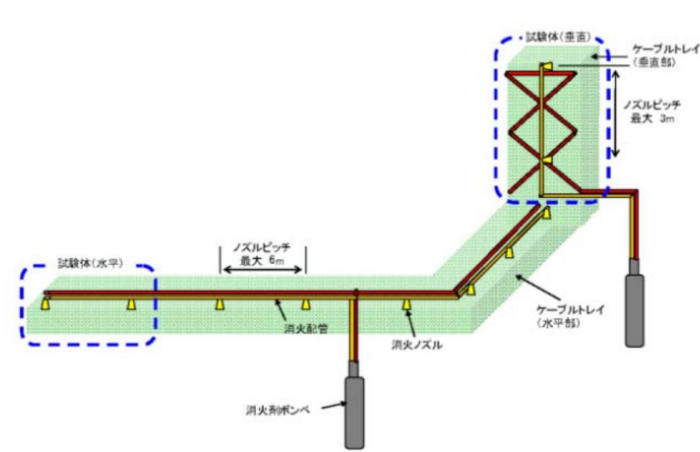 試験体(垂直)
ケーブルトレイ
(垂直部)
ノズルピッチ
最大 3m
ノズルピッチ
最大 6m
試験体(水平)
消火配管
消火ノズル
ケーブルトレイ
(水平部)
消火剤ボンベ